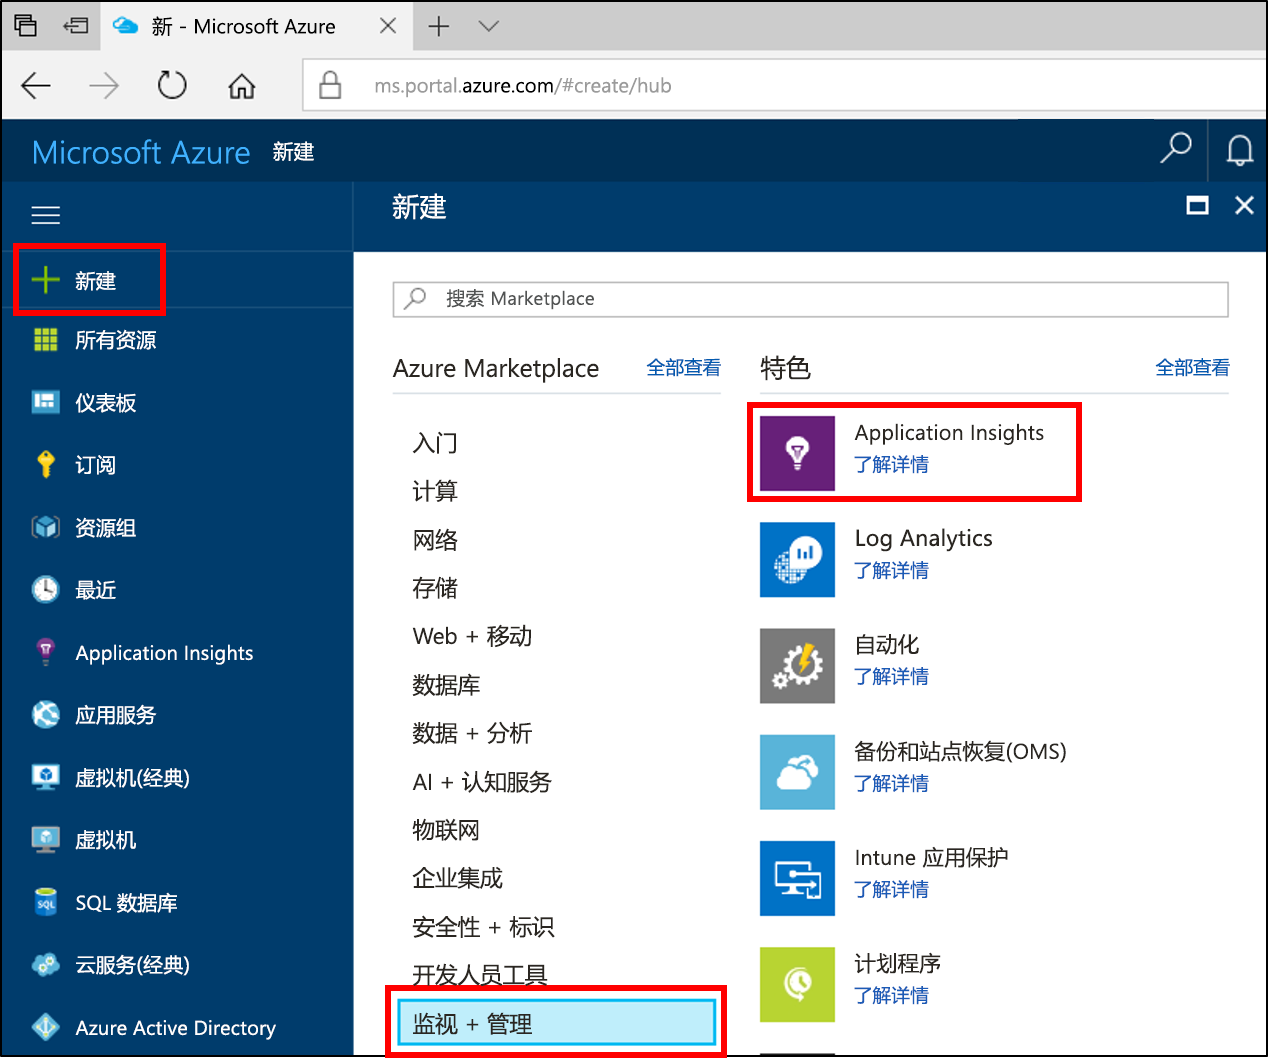 新 - Microsoft Azure
ms.portal.azure.com/#create/hub
Microsoft Azure 新建
新建
新建
所有资源
仪表板
订阅
资源组
最近
Application Insights
应用服务
虚拟机(经典)
虚拟机
SQL 数据库
云服务(经典)
Azure Active Directory
搜索 Marketplace
Azure Marketplace 全部查看
入门
计算
网络
存储
Web + 移动
数据库
数据 + 分析
AI + 认知服务
物联网
企业集成
安全性 + 标识
开发人员工具
监视 + 管理
特色 全部查看
Application Insights
了解详情
Log Analytics
了解详情
自动化
了解详情
备份和站点恢复(OMS)
了解详情
Intune 应用保护
了解详情
计划程序
了解详情